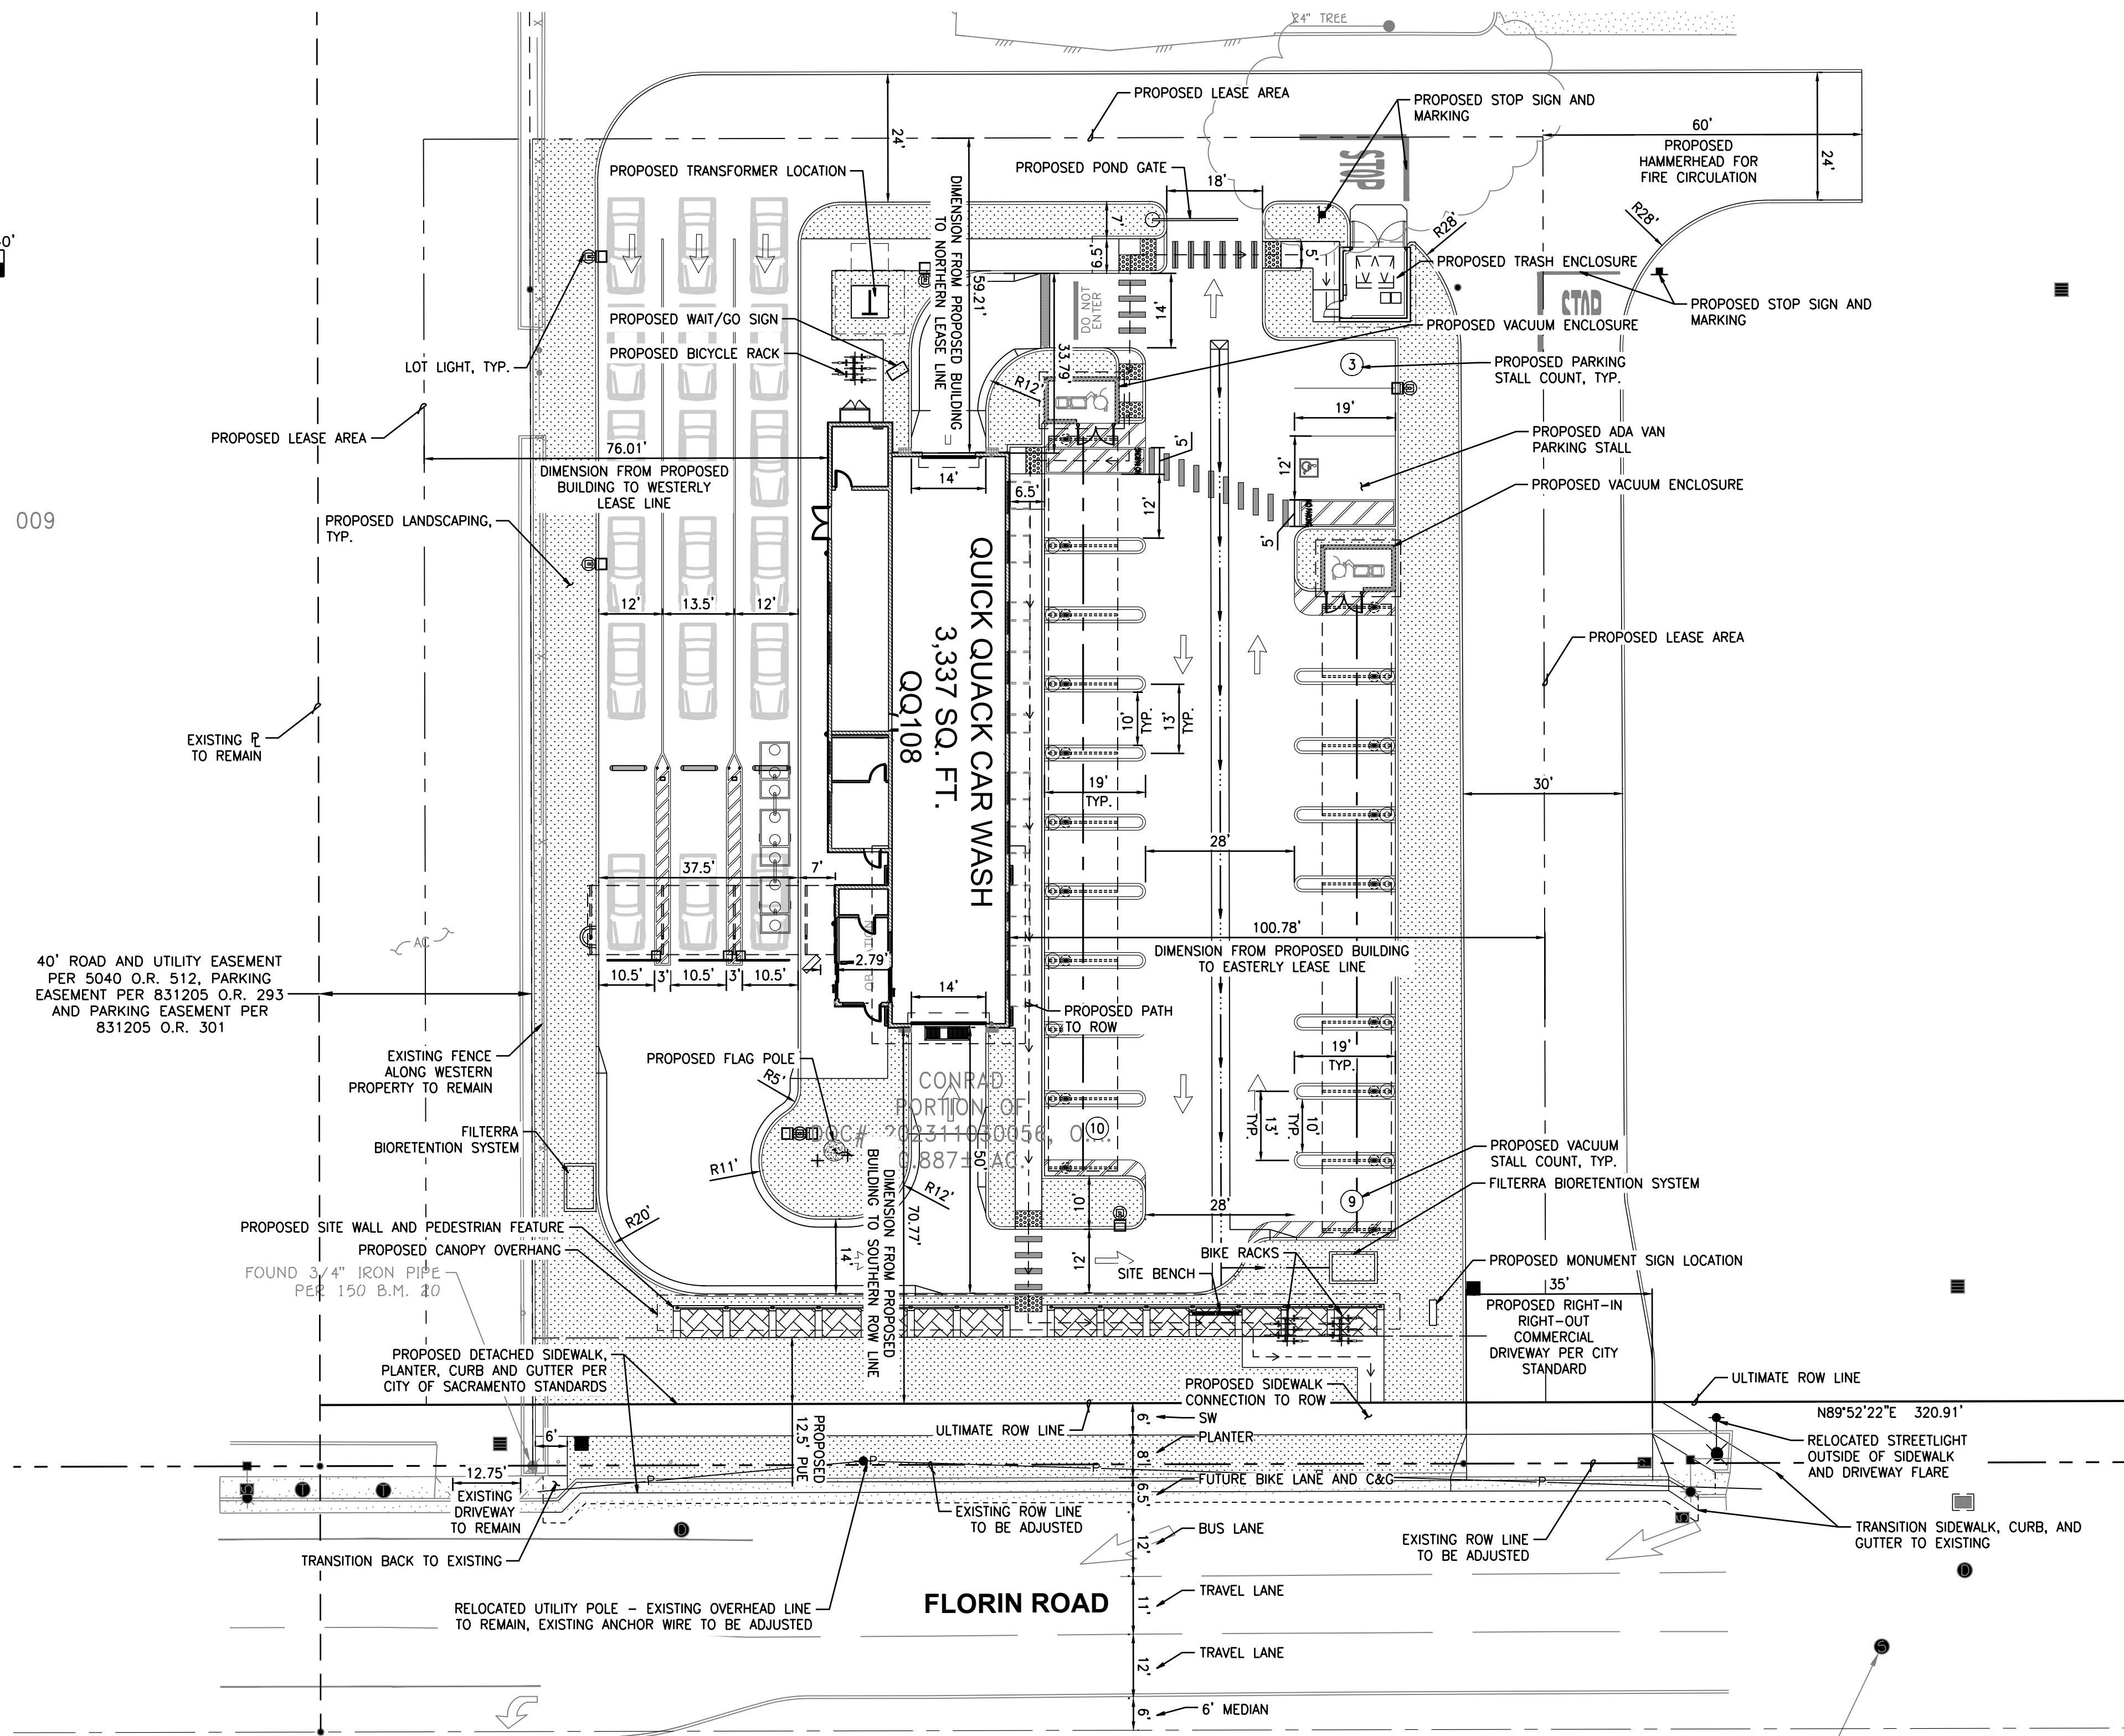 24" TREE
PROPOSED LEASE AREA
PROPOSED STOP SIGN AND
MARKING
60'
PROPOSED
HAMMERHEAD FOR
FIRE CIRCULATION
24'
24'
STOP
PROPOSED TRANSFORMER LOCATION
PROPOSED POND GATE
18'
7'
6.5'
5'
R28'
R28'
DIMENSION FROM PROPOSED BUILDING
TO NORTHERN LEASE LINE
59.21'
PROPOSED TRASH ENCLOSURE
STOP
PROPOSED STOP SIGN AND
MARKING
DO NOT
ENTER
14'
PROPOSED WAIT/GO SIGN
PROPOSED VACUUM ENCLOSURE
PROPOSED BICYCLE RACK
33.79'
R12'
3
PROPOSED PARKING
STALL COUNT, TYP.
LOT LIGHT, TYP.
19'
PROPOSED LEASE AREA
76.01'
DIMENSION FROM PROPOSED
BUILDING TO WESTERLY
LEASE LINE
5'
12'
PROPOSED ADA VAN
PARKING STALL
14'
6.5'
12'
PROPOSED VACUUM ENCLOSURE
009
PROPOSED LANDSCAPING,
TYP.
5'
QUICK QUACK CAR WASH
3,337 SQ. FT.
QQ108
12'
13.5'
12'
PROPOSED LEASE AREA
10'
TYP.
13'
TYP.
EXISTING PL
TO REMAIN
19'
TYP.
30'
28'
37.5'
7'
AC
100.78'
DIMENSION FROM PROPOSED BUILDING
TO EASTERLY LEASE LINE
40' ROAD AND UTILITY EASEMENT
PER 5040 O.R. 512, PARKING
EASEMENT PER 831205 O.R. 293
AND PARKING EASEMENT PER
831205 O.R. 301
2.79'
10.5'
3'
10.5'
3'
10.5'
14'
PROPOSED PATH
TO ROW
EXISTING FENCE
ALONG WESTERN
PROPERTY TO REMAIN
PROPOSED FLAG POLE
R5'
19'
TYP.
CONRAD
PORTION OF
DOC# 202311030056, O.
0.887± AC.
10
13'
TYP.
10'
TYP.
FILTERRA
BIORETENTION SYSTEM
PROPOSED VACUUM
STALL COUNT, TYP.
R11'
50'
R12'
9
FILTERRA BIORETENTION SYSTEM
DIMENSION FROM PROPOSED
BUILDING TO SOUTHERN ROW LINE
70.77'
10'
28'
R20'
PROPOSED SITE WALL AND PEDESTRIAN FEATURE
PROPOSED CANOPY OVERHANG
14'
12'
BIKE RACKS
SITE BENCH
PROPOSED MONUMENT SIGN LOCATION
FOUND 3/4" IRON PIPE
PER 150 B.M. 20
35'
PROPOSED RIGHT-IN
RIGHT-OUT
COMMERCIAL
DRIVEWAY PER CITY
STANDARD
PROPOSED DETACHED SIDEWALK,
PLANTER, CURB AND GUTTER PER
CITY OF SACRAMENTO STANDARDS
PROPOSED SIDEWALK
CONNECTION TO ROW
ULTIMATE ROW LINE
PROPOSED
12.5' PUE
6'
SW
N89°52'22"E 320.91'
ULTIMATE ROW LINE
6'
8'
PLANTER
RELOCATED STREETLIGHT
OUTSIDE OF SIDEWALK
AND DRIVEWAY FLARE
12.75'
EXISTING
DRIVEWAY
TO REMAIN
P
P
P
P
FUTURE BIKE LANE AND C&G
6.5'
EXISTING ROW LINE
TO BE ADJUSTED
BUS LANE
12'
EXISTING ROW LINE
TO BE ADJUSTED
TRANSITION SIDEWALK, CURB, AND
GUTTER TO EXISTING
TRANSITION BACK TO EXISTING
D
D
TRAVEL LANE
11'
FLORIN ROAD
RELOCATED UTILITY POLE - EXISTING OVERHEAD LINE
TO REMAIN, EXISTING ANCHOR WIRE TO BE ADJUSTED
TRAVEL LANE
12'
S
6' MEDIAN
6'